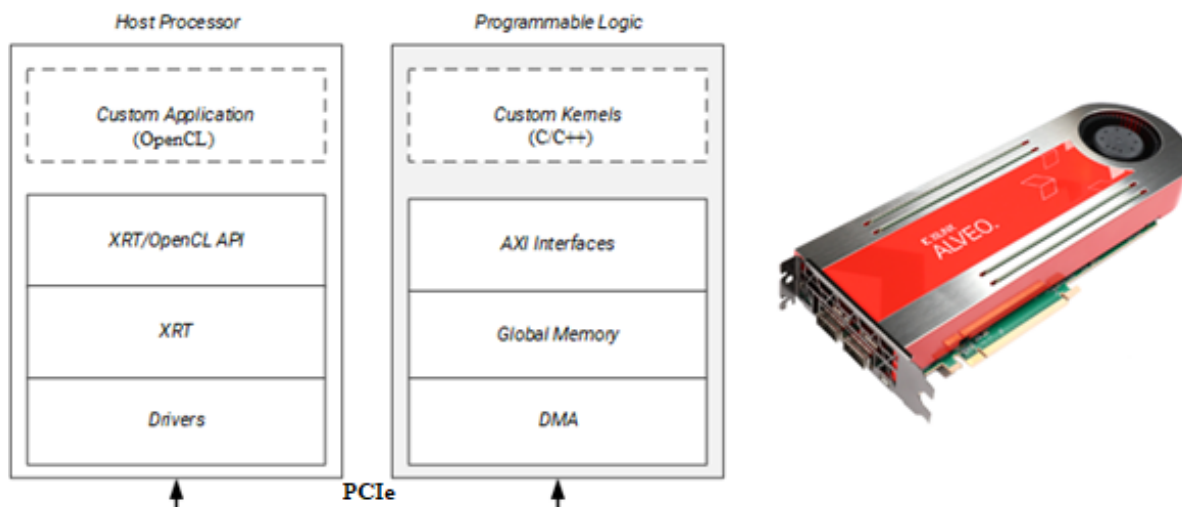 Host Processor
Custom Application
(OpenCL)
XRT/OpenCL API
XRT
Drivers
PCIe
Programmable Logic
Custom Kernels
(C/C++)
AXI Interfaces
Global Memory
DMA
XILINX
ALVEO.